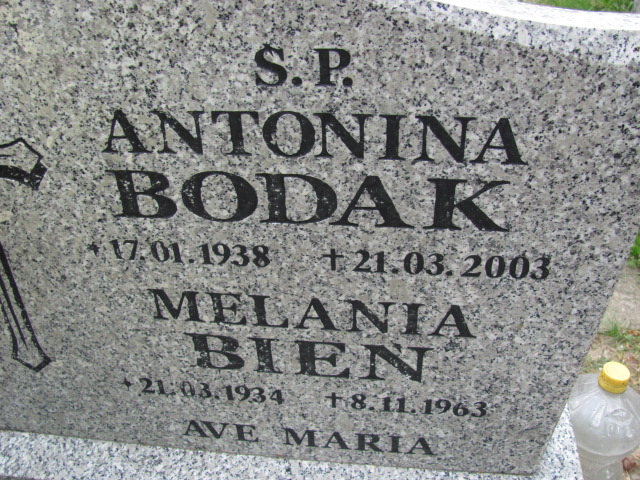 S.P.
ANTONINA
BODAK
* 17.01.1938 † 21.03.2003
MELANIA
BIEŃ
* 21.03.1934 † 8.11.1963
AVE MARIA